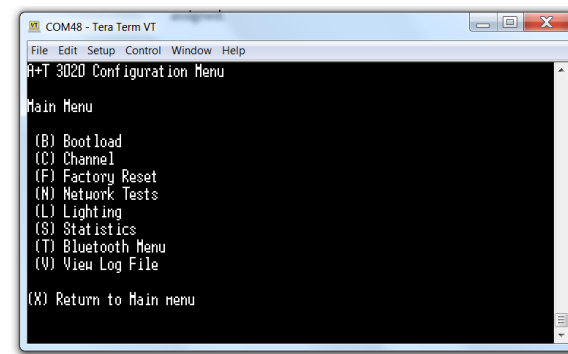 assigned.
COM48 - Tera Term VT
File Edit Setup Control Window Help
A+T 3020 Configuration Menu
Main Menu
(B) Bootload
(C) Channel
(F) Factory Reset
(N) Network Tests
(L) Lighting
(S) Statistics
(T) Bluetooth Menu
(V) View Log File
(X) Return to Main menu